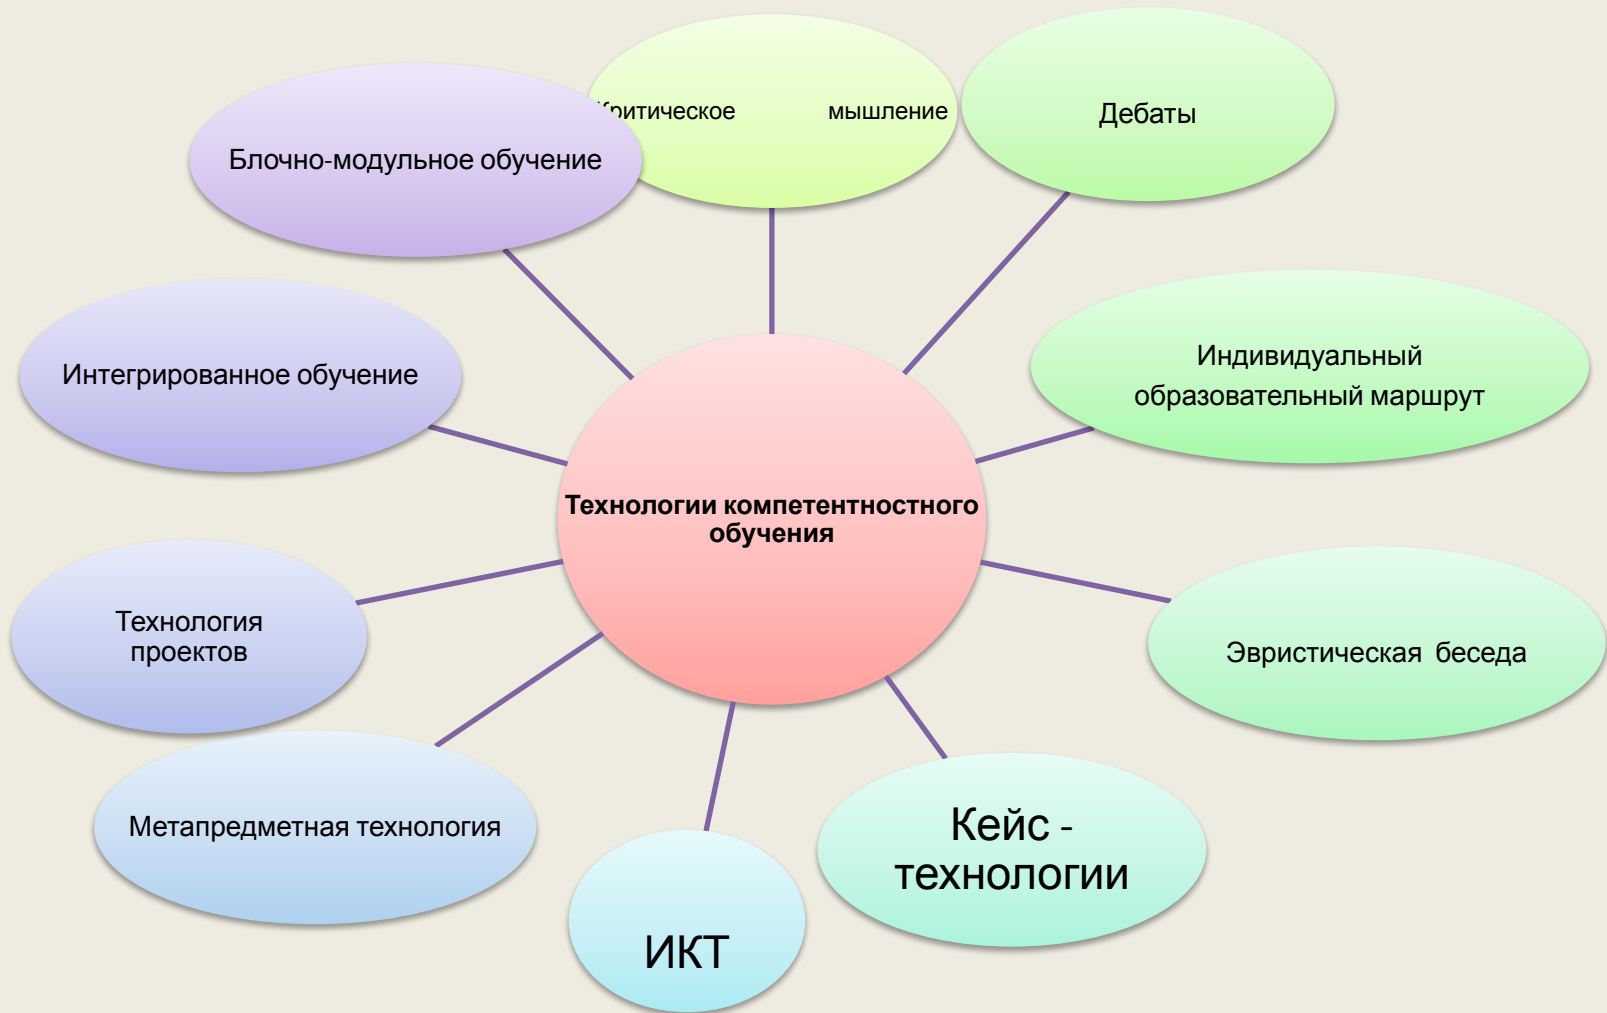 Критическое мышление
Дебаты
Блочно-модульное обучение
Индивидуальный
образовательный маршрут
Интегрированное обучение
Технологии компетентностного
обучения
Технология
проектов
Эвристическая беседа
Метапредметная технология
Кейс -
технологии
ИКТ